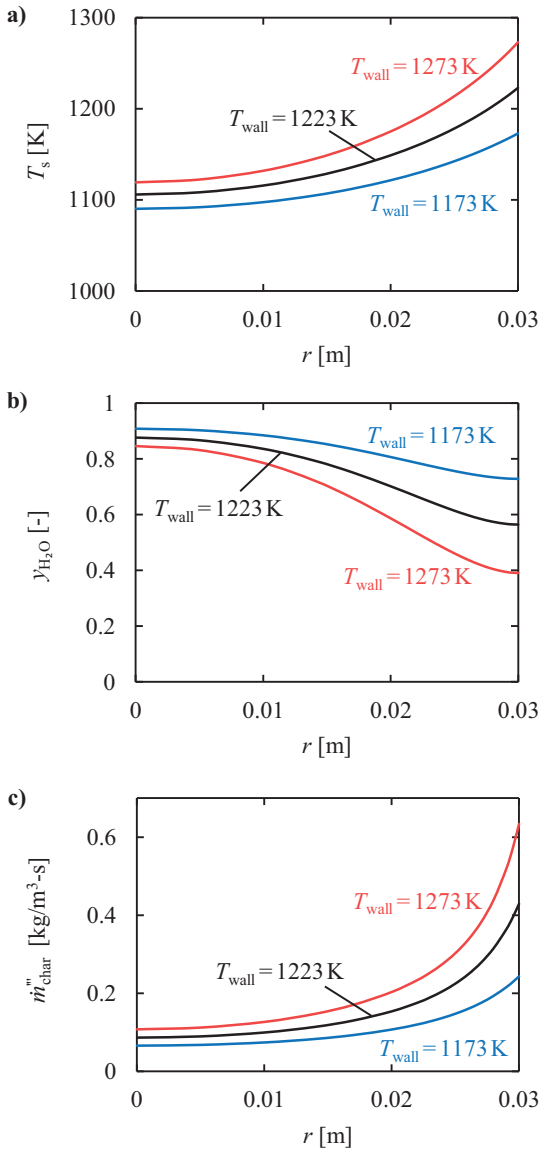 a)
1300
1200
1100
1000
T_s [K]
T_wall = 1273 K
T_wall = 1223 K
T_wall = 1173 K
0
0.01
0.02
0.03
r [m]
b)
1
0.8
0.6
0.4
0.2
0
y_H₂O [-]
T_wall = 1173 K
T_wall = 1223 K
T_wall = 1273 K
0
0.01
0.02
0.03
r [m]
c)
0.6
0.4
0.2
0
ṁ'''_char [kg/m³-s]
T_wall = 1273 K
T_wall = 1223 K
T_wall = 1173 K
0
0.01
0.02
0.03
r [m]